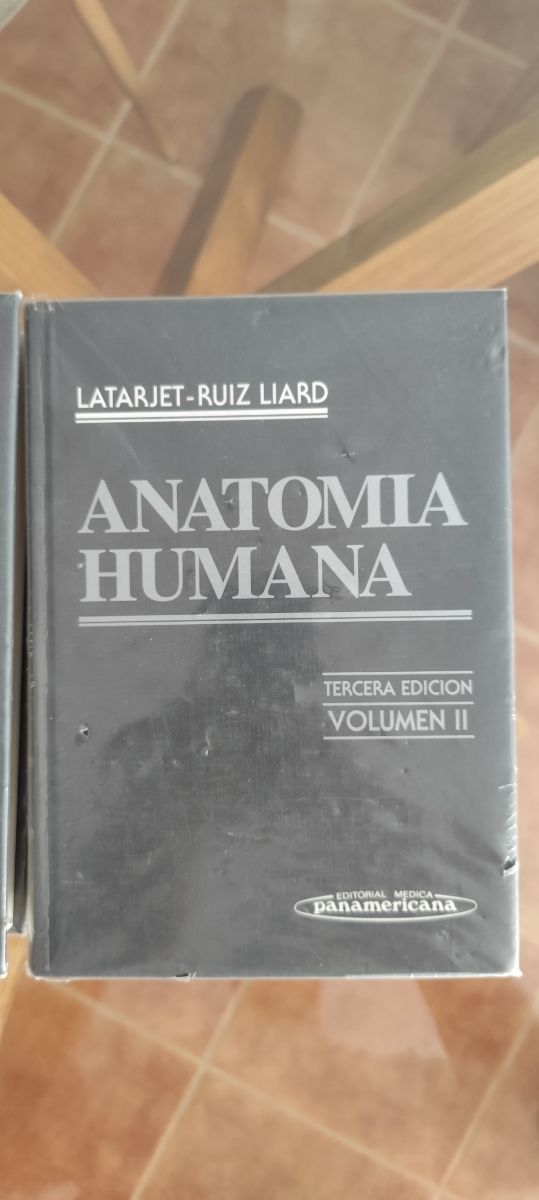 LATARJET-RUIZ LIARD
ANATOMIA
HUMANA
TERCERA EDICION
VOLUMEN II
EDITORIAL MEDICA
panamericana